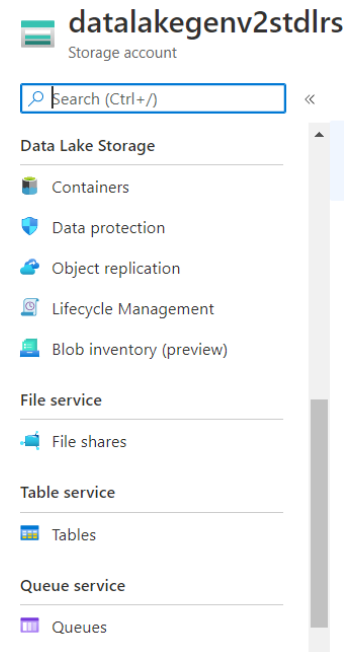 datalakegenv2stdlrs
Storage account
Search (Ctrl+/)
«
Data Lake Storage
Containers
Data protection
Object replication
Lifecycle Management
Blob inventory (preview)
File service
File shares
Table service
Tables
Queue service
Queues